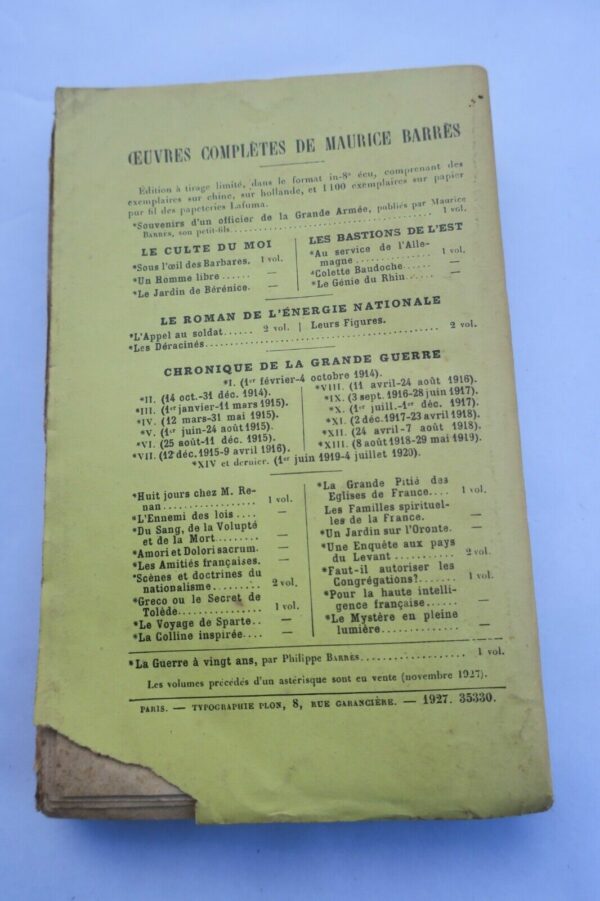 ŒUVRES COMPLÈTES DE MAURICE BARRÈS
Édition à tirage limité, dans le format in-8° écu, comprenant des
exemplaires sur chine, sur hollande, et 1 100 exemplaires sur papier
pur fil des papeteries Lafuma.
*Souvenirs d'un officier de la Grande Armée, publiés par Maurice
BARRÈS, son petit-fils. 1 vol.
LE CULTE DU MOI
*Sous l'œil des Barbares. 1 vol.
*Un Homme libre ...... —
*Le Jardin de Bérénice. —
LES BASTIONS DE L'EST
*Au service de l'Alle-
magne .............. 1 vol.
*Colette Baudoche ..... —
*Le Génie du Rhin .... —
LE ROMAN DE L'ÉNERGIE NATIONALE
*L'Appel au soldat ...... 2 vol. | Leurs Figures.
*Les Déracinés .............. 2 vol.
CHRONIQUE DE LA GRANDE GUERRE
*I. (1er février-4 octobre 1914).
*II. (14 oct.-31 déc. 1914).
*III. (1er janvier-11 mars 1915).
*IV. (12 mars-31 mai 1915).
*V. (1er juin-24 août 1915).
*VI. (25 août-11 déc. 1915).
*VII. (12 déc. 1915-9 avril 1916).
*VIII. (11 avril-24 août 1916).
*IX. (3 sept. 1916-28 juin 1917).
*X. (1er juill.-1er déc. 1917).
*XI. (2 déc. 1917-23 avril 1918).
*XII. (24 avril-7 août 1918).
*XIII. (8 août 1918-29 mai 1919).
*XIV et dernier. (1er juin 1919-4 juillet 1920).
*Huit jours chez M. Re-
nan .................. 1 vol.
*L'Ennemi des lois .... —
*Du Sang, de la Volupté
et de la Mort ........ —
*Amori et Dolori sacrum. —
*Les Amitiés françaises. —
*Scènes et doctrines du
nationalisme ......... 2 vol.
*Greco ou le Secret de
Tolède ............... 1 vol.
*Le Voyage de Sparte .. —
*La Colline inspirée .... —
*La Grande Pitié des
Eglises de France .... 1 vol.
Les Familles spirituel-
les de la France. —
*Un Jardin sur l'Oronte. —
*Une Enquête aux pays
du Levant ........... 2 vol.
*Faut-il autoriser les
Congrégations? ....... 1 vol.
*Pour la haute intelli-
gence française ...... —
*Le Mystère en pleine
lumière .............. —
*La Guerre à vingt ans, par Philippe BARRÈS .............. 1 vol.
Les volumes précédés d'un astérisque sont en vente (novembre 1927).
PARIS. — TYPOGRAPHIE PLON, 8, RUE GARANCIÈRE. — 1927. 35330.